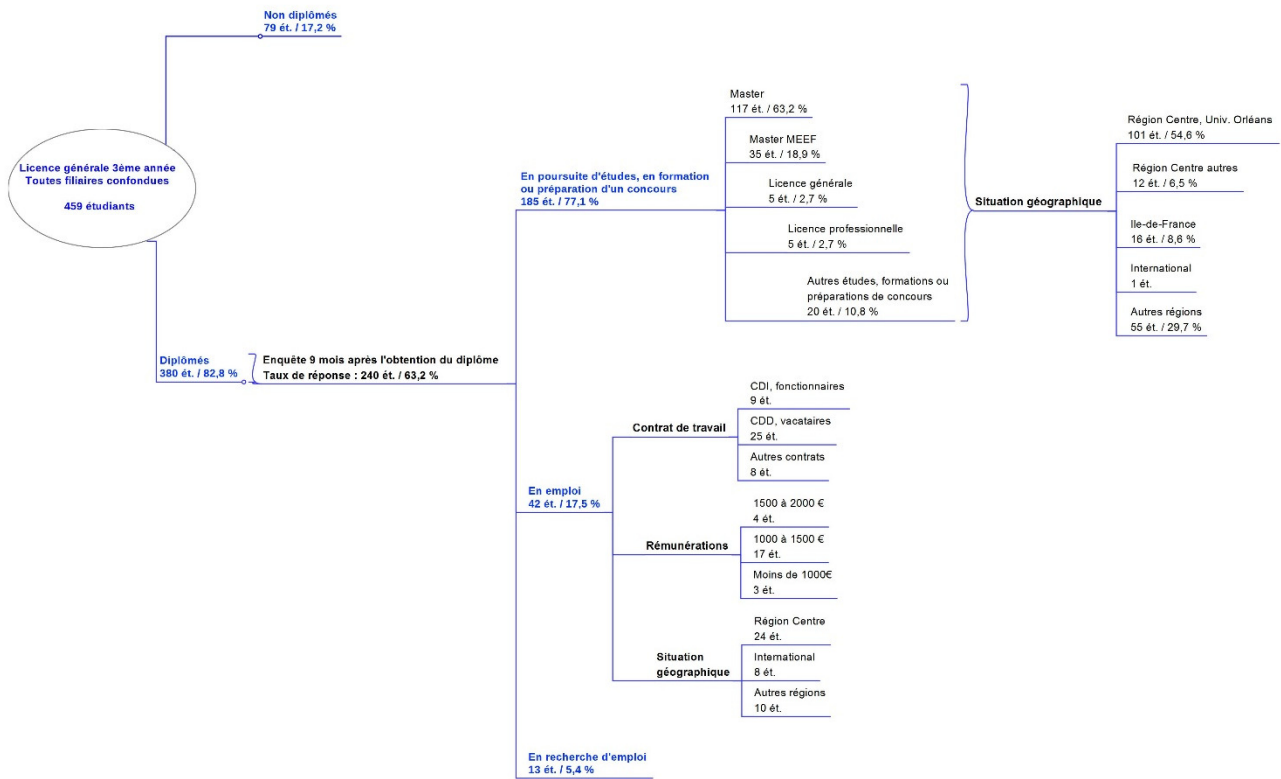 Non diplômés
79 ét. / 17,2 %
Licence générale 3ème année
Toutes filiaires confondues
459 étudiants
Diplômés
380 ét. / 82,8 %
Enquête 9 mois après l'obtention du diplôme
Taux de réponse : 240 ét. / 63,2 %
En poursuite d'études, en formation
ou préparation d'un concours
185 ét. / 77,1 %
Master
117 ét. / 63,2 %
Master MEEF
35 ét. / 18,9 %
Licence générale
5 ét. / 2,7 %
Licence professionnelle
5 ét. / 2,7 %
Autres études, formations ou
préparations de concours
20 ét. / 10,8 %
Situation géographique
Région Centre, Univ. Orléans
101 ét. / 54,6 %
Région Centre autres
12 ét. / 6,5 %
Ile-de-France
16 ét. / 8,6 %
International
1 ét.
Autres régions
55 ét. / 29,7 %
En emploi
42 ét. / 17,5 %
Contrat de travail
CDI, fonctionnaires
9 ét.
CDD, vacataires
25 ét.
Autres contrats
8 ét.
Rémunérations
1500 à 2000 €
4 ét.
1000 à 1500 €
17 ét.
Moins de 1000€
3 ét.
Situation
géographique
Région Centre
24 ét.
International
8 ét.
Autres régions
10 ét.
En recherche d'emploi
13 ét. / 5,4 %